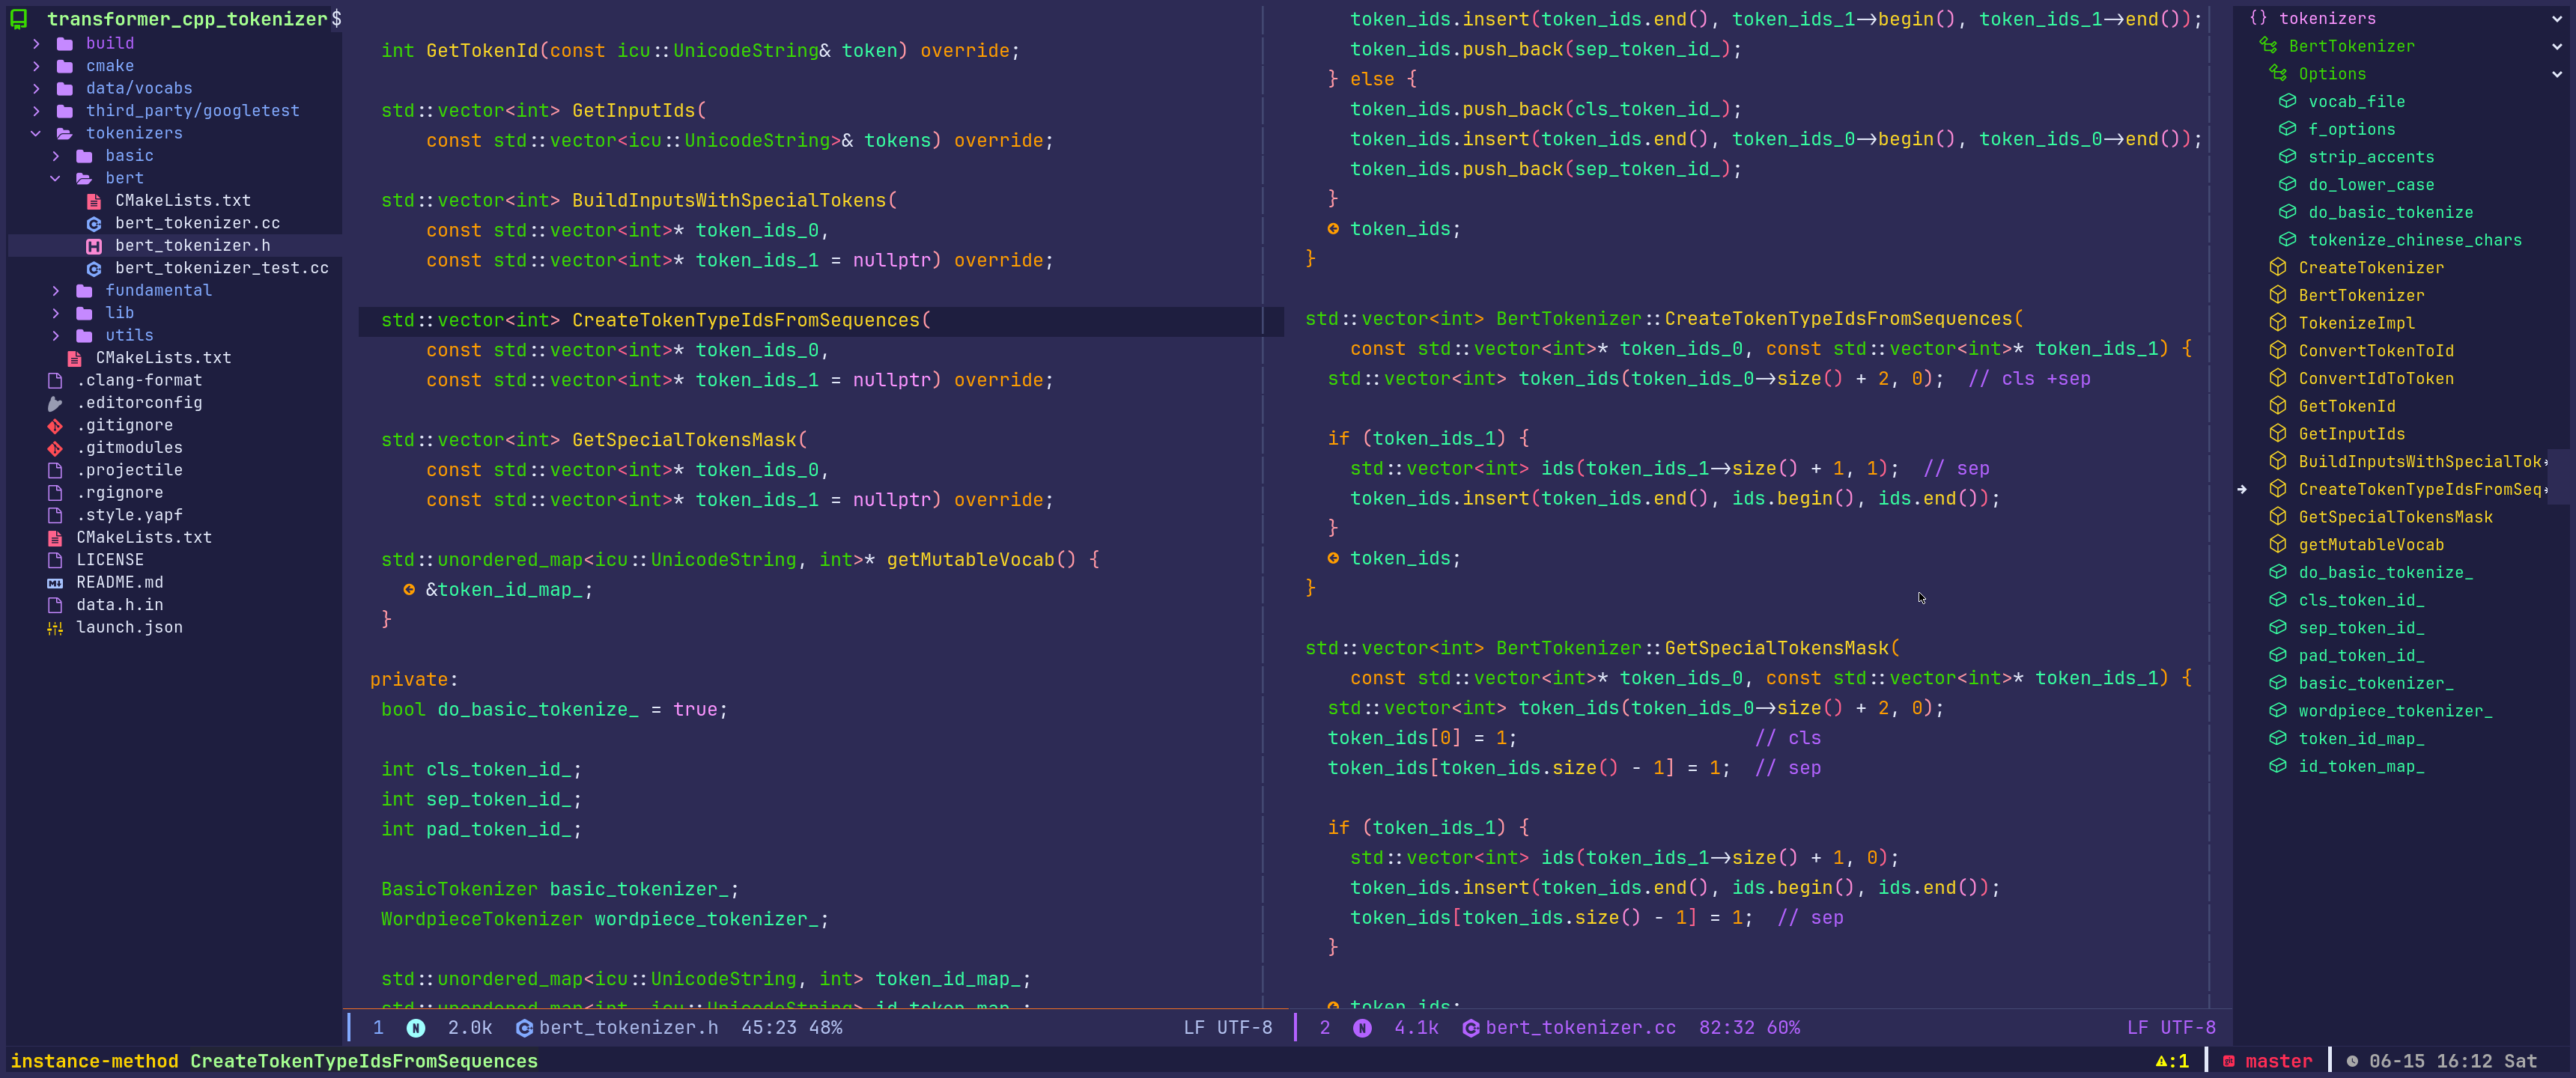 transformer_cpp_tokenizer$
build
cmake
data/vocabs
third_party/googletest
tokenizers
basic
bert
CMakeLists.txt
bert_tokenizer.cc
bert_tokenizer.h
bert_tokenizer_test.cc
fundamental
lib
utils
CMakeLists.txt
.clang-format
.editorconfig
.gitignore
.gitmodules
.projectile
.rgignore
.style.yapf
CMakeLists.txt
LICENSE
README.md
data.h.in
launch.json
int GetTokenId(const icu::UnicodeString& token) override;
std::vector<int> GetInputIds(
const std::vector<icu::UnicodeString>& tokens) override;
std::vector<int> BuildInputsWithSpecialTokens(
const std::vector<int>* token_ids_0,
const std::vector<int>* token_ids_1 = nullptr) override;
std::vector<int> CreateTokenTypeIdsFromSequences(
const std::vector<int>* token_ids_0,
const std::vector<int>* token_ids_1 = nullptr) override;
std::vector<int> GetSpecialTokensMask(
const std::vector<int>* token_ids_0,
const std::vector<int>* token_ids_1 = nullptr) override;
std::unordered_map<icu::UnicodeString, int>* getMutableVocab() {
&token_id_map_;
}
private:
bool do_basic_tokenize_ = true;
int cls_token_id_;
int sep_token_id_;
int pad_token_id_;
BasicTokenizer basic_tokenizer_;
WordpieceTokenizer wordpiece_tokenizer_;
std::unordered_map<icu::UnicodeString, int> token_id_map_;
std::unordered_map<int, icu::UnicodeString> id_token_map_;
1 N 2.0k bert_tokenizer.h 45:23 48% LF UTF-8
token_ids.insert(token_ids.end(), token_ids_1->begin(), token_ids_1->end());
token_ids.push_back(sep_token_id_);
} else {
token_ids.push_back(cls_token_id_);
token_ids.insert(token_ids.end(), token_ids_0->begin(), token_ids_0->end());
token_ids.push_back(sep_token_id_);
}
token_ids;
}
std::vector<int> BertTokenizer::CreateTokenTypeIdsFromSequences(
const std::vector<int>* token_ids_0, const std::vector<int>* token_ids_1) {
std::vector<int> token_ids(token_ids_0->size() + 2, 0);  // cls +sep
if (token_ids_1) {
std::vector<int> ids(token_ids_1->size() + 1, 1);  // sep
token_ids.insert(token_ids.end(), ids.begin(), ids.end());
}
token_ids;
}
std::vector<int> BertTokenizer::GetSpecialTokensMask(
const std::vector<int>* token_ids_0, const std::vector<int>* token_ids_1) {
std::vector<int> token_ids(token_ids_0->size() + 2, 0);
token_ids[0] = 1;  // cls
token_ids[token_ids.size() - 1] = 1;  // sep
if (token_ids_1) {
std::vector<int> ids(token_ids_1->size() + 1, 0);
token_ids.insert(token_ids.end(), ids.begin(), ids.end());
token_ids[token_ids.size() - 1] = 1;  // sep
}
token_ids;
2 N 4.1k bert_tokenizer.cc 82:32 60% LF UTF-8
{} tokenizers
BertTokenizer
Options
vocab_file
f_options
strip_accents
do_lower_case
do_basic_tokenize
tokenize_chinese_chars
CreateTokenizer
BertTokenizer
TokenizeImpl
ConvertTokenToId
ConvertIdToToken
GetTokenId
GetInputIds
BuildInputsWithSpecialTok
CreateTokenTypeIdsFromSeq
GetSpecialTokensMask
getMutableVocab
do_basic_tokenize_
cls_token_id_
sep_token_id_
pad_token_id_
basic_tokenizer_
wordpiece_tokenizer_
token_id_map_
id_token_map_
instance-method CreateTokenTypeIdsFromSequences
:1 master 06-15 16:12 Sat